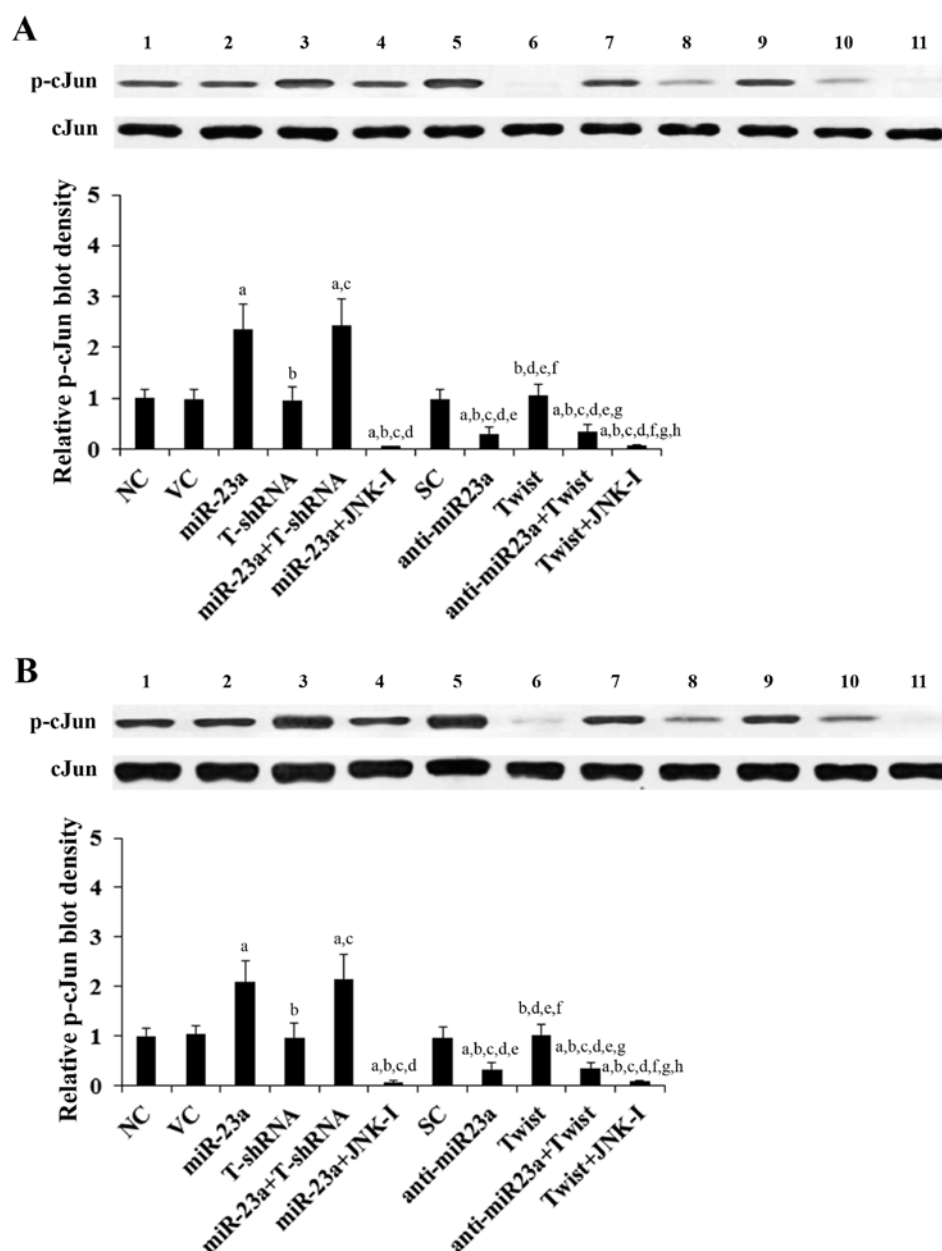 A
1 2 3 4 5 6 7 8 9 10 11
p-cJun
cJun
Relative p-cJun blot density
5
4
3
2
1
0
a
b
a,c
a,b,c,d
a,b,c,d,e
b,d,e,f
a,b,c,d,e,g
a,b,c,d,f,g,h
NC
VC
miR-23a
T-shRNA
miR-23a+T-shRNA
miR-23a+JNK-I
SC
anti-miR23a
Twist
anti-miR23a+Twist
Twist+JNK-I
B
1 2 3 4 5 6 7 8 9 10 11
p-cJun
cJun
Relative p-cJun blot density
5
4
3
2
1
0
a
b
a,c
a,b,c,d
a,b,c,d,e
b,d,e,f
a,b,c,d,e,g
a,b,c,d,f,g,h
NC
VC
miR-23a
T-shRNA
miR-23a+T-shRNA
miR-23a+JNK-I
SC
anti-miR23a
Twist
anti-miR23a+Twist
Twist+JNK-I